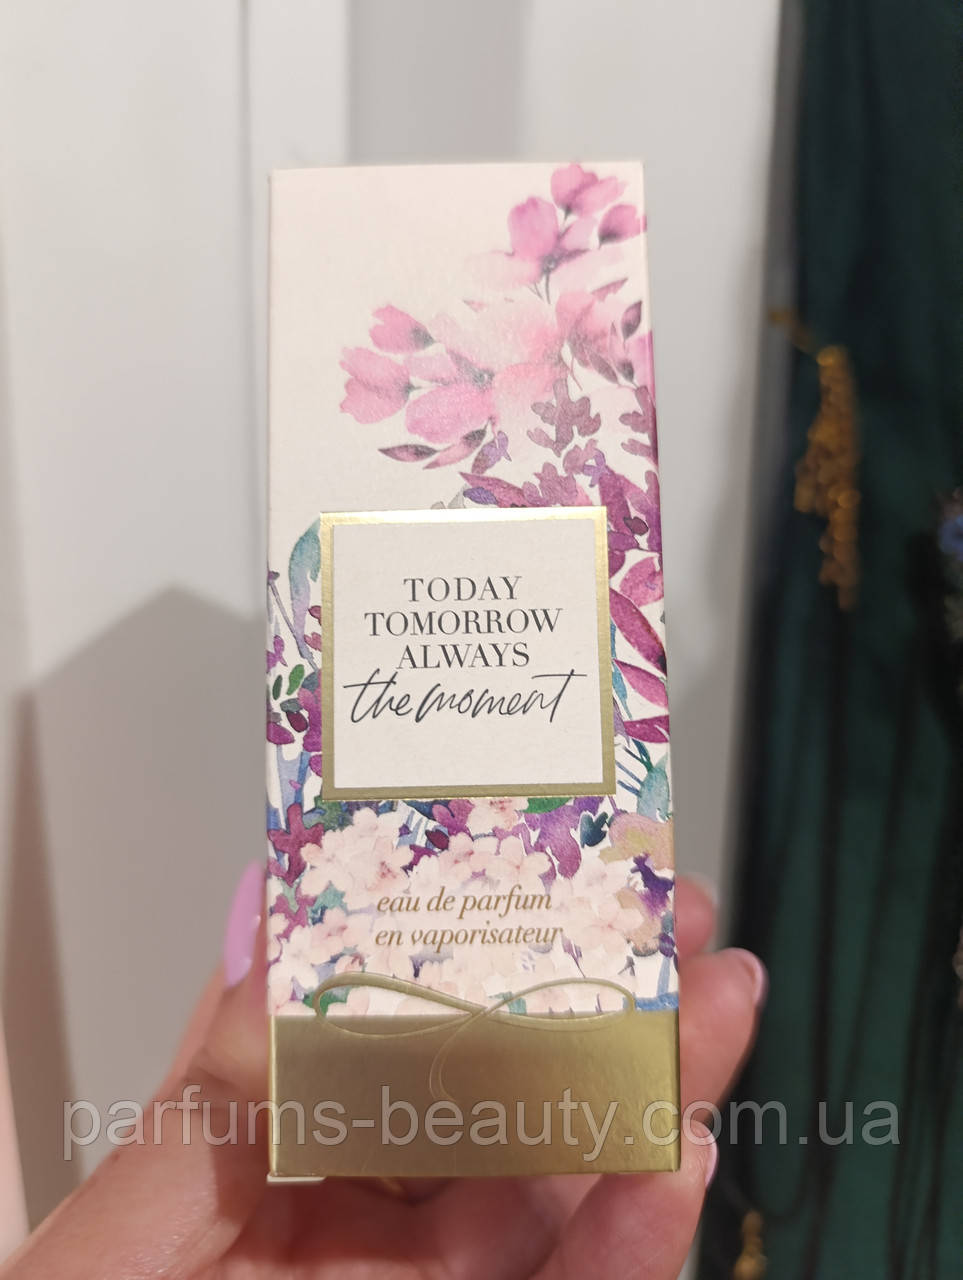 TODAY
TOMORROW
ALWAYS
the moment
eau de parfum
en vaporisateur
parfums-beauty.com.ua